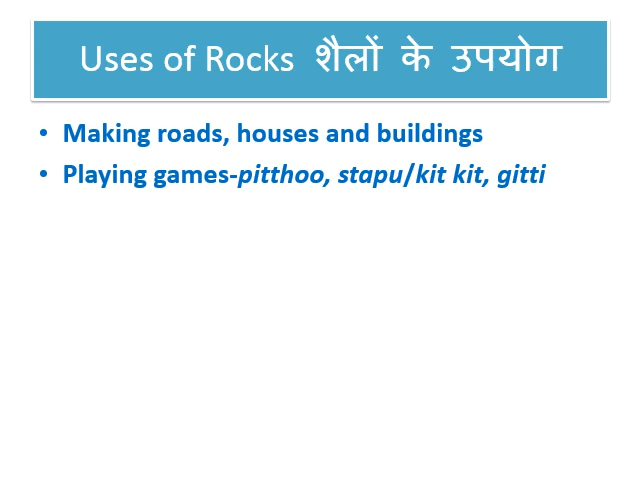 Uses of Rocks शैलों के उपयोग
• Making roads, houses and buildings
• Playing games-pitthoo, stapu/kit kit, gitti